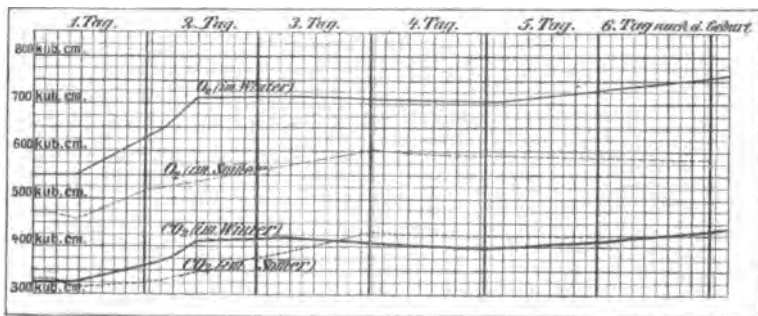 1. Tag. 2. Tag. 3. Tag. 4. Tag. 5. Tag. 6. Tag nach d. Geburt
800 kub. cm.
O₂ (im Winter)
700 kub. cm.
600 kub. cm.
O₂ (im Sommer)
500 kub. cm.
CO₂ (im Winter)
400 kub. cm.
CO₂ (im Sommer)
300 kub. cm.